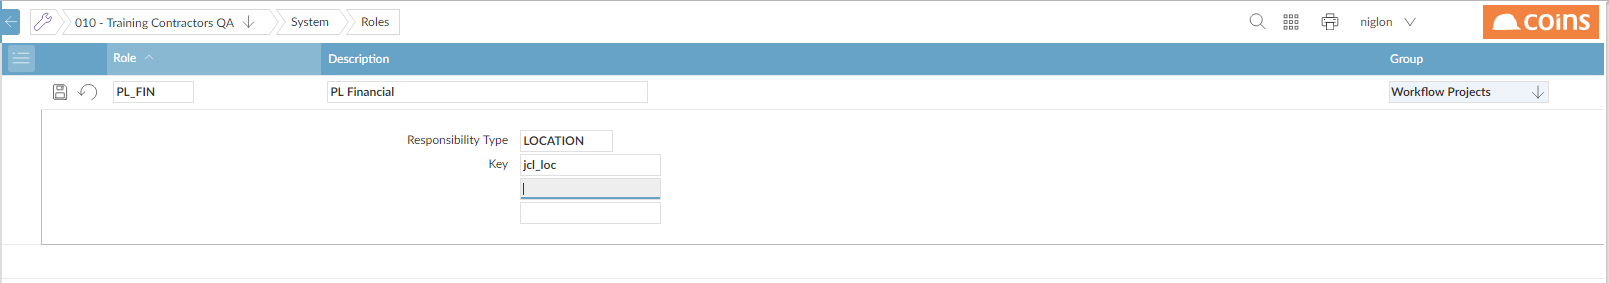 010 - Training Contractors QA System Roles niglon coins
Role Description Group
PL_FIN PL Financial Workflow Projects
Responsibility Type LOCATION
Key jcl_loc